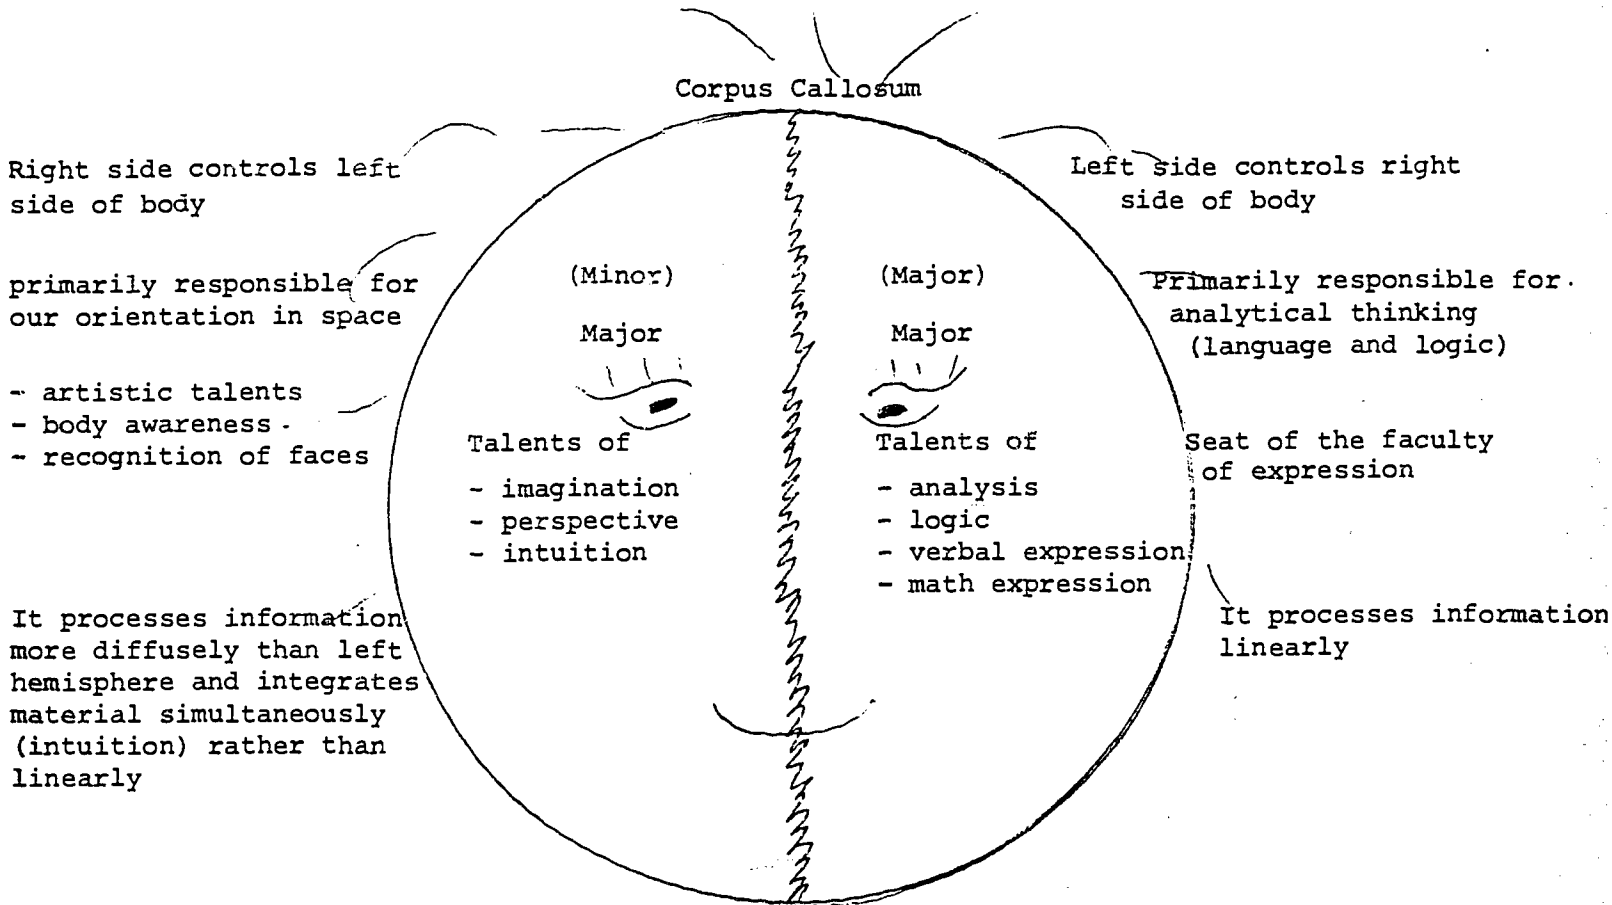 Corpus Callosum
Right side controls left
side of body
primarily responsible for
our orientation in space
- artistic talents
- body awareness
- recognition of faces
It processes information
more diffusely than left
hemisphere and integrates
material simultaneously
(intuition) rather than
linearly
(Minor)
Major
Talents of
- imagination
- perspective
- intuition
(Major)
Major
Talents of
- analysis
- logic
- verbal expression
- math expression
Left side controls right
side of body
Primarily responsible for
analytical thinking
(language and logic)
Seat of the faculty
of expression
It processes information
linearly